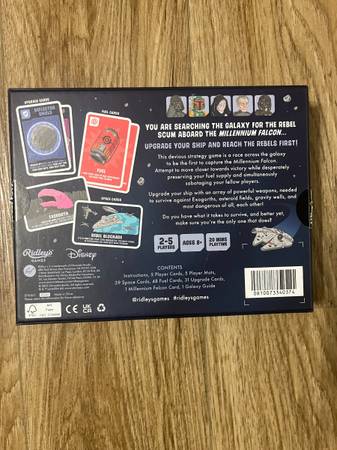 UPGRADE CARDS
DEFLECTOR SHIELD
FUEL CARDS
FUEL
SPACE CARDS
EXOGORTH
REBEL BLOCKADE
YOU ARE SEARCHING THE GALAXY FOR THE REBEL
SCUM ABOARD THE MILLENNIUM FALCON...
UPGRADE YOUR SHIP AND REACH THE REBELS FIRST!
This devious strategy game is a race across the galaxy
to be the first to capture the Millennium Falcon.
Attempt to move closer towards victory while desperately
preserving your fuel supply and simultaneously
sabotaging your fellow players.
Upgrade your ship with an array of powerful weapons, needed
to survive against Exogorths, asteroid fields, gravity wells, and
most dangerous of all, each other!
Do you have what it takes to survive, and better yet,
make sure you're the only one that does?
2-5 PLAYERS
AGES 8+
20 MINS PLAYTIME
Ridley's GAMES
Disney
CONTENTS
Instructions, 5 Player Cards, 5 Player Mats,
39 Space Cards, 48 Fuel Cards, 31 Upgrade Cards,
1 Millennium Falcon Card, 1 Galaxy Guide
@ridleysgames #ridleysgames
FSC
CE
UK CA